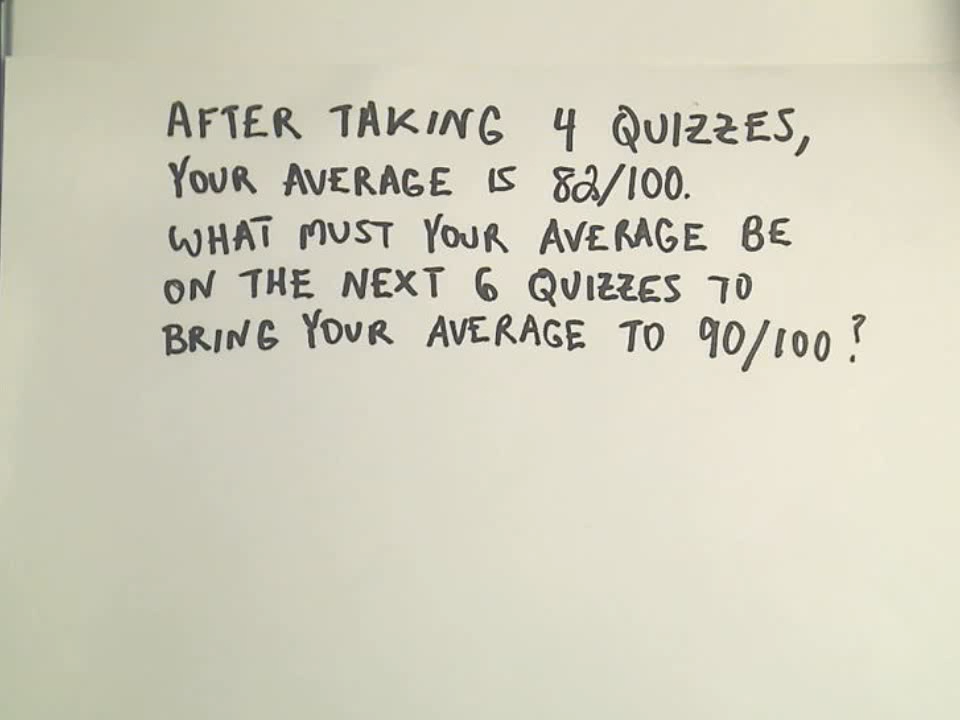 AFTER TAKING 4 QUIZZES,
YOUR AVERAGE IS 82/100.
WHAT MUST YOUR AVERAGE BE
ON THE NEXT 6 QUIZZES TO
BRING YOUR AVERAGE TO 90/100?